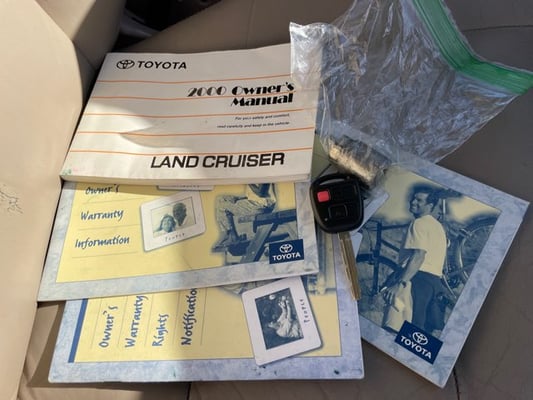 TOYOTA
2000 Owner's
Manual
For your safety and comfort,
read carefully and keep in the vehicle.
LAND CRUISER
Owner's
Warranty
Information
TOYOTA
Owner's
Warranty
Rights
Notification
TOYOTA